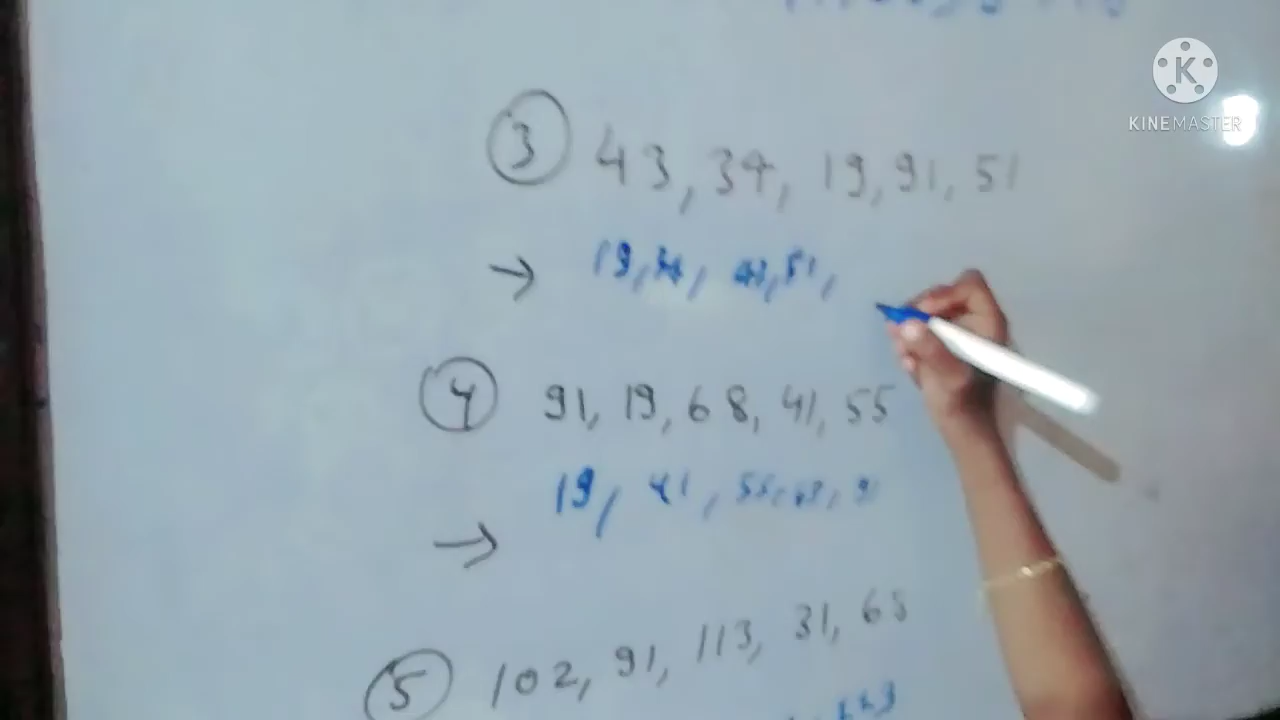 KINEMASTER
3 43, 34, 19, 91, 51
→ 19, 34, 43, 51,
4 91, 19, 68, 41, 55
→ 19, 41, 55, 68, 91
5 102, 91, 113, 31, 65